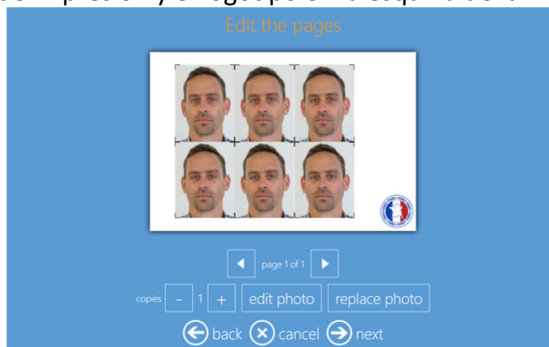 Edit the pages
page 1 of 1
copies - 1 + edit photo replace photo
back cancel next